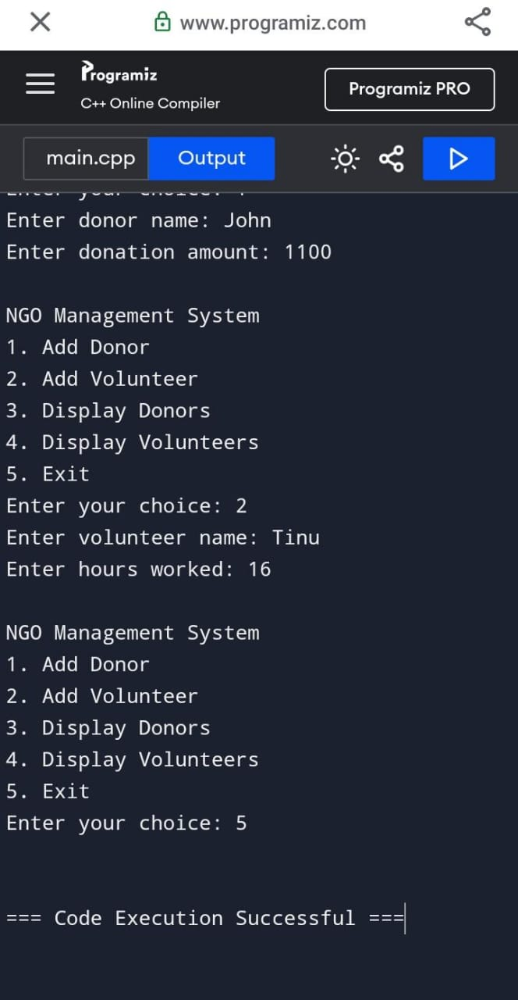 www.programiz.com
Programiz
C++ Online Compiler
Programiz PRO
main.cpp
Output
Enter your choice:
Enter donor name: John
Enter donation amount: 1100
NGO Management System
1. Add Donor
2. Add Volunteer
3. Display Donors
4. Display Volunteers
5. Exit
Enter your choice: 2
Enter volunteer name: Tinu
Enter hours worked: 16
NGO Management System
1. Add Donor
2. Add Volunteer
3. Display Donors
4. Display Volunteers
5. Exit
Enter your choice: 5
=== Code Execution Successful ===